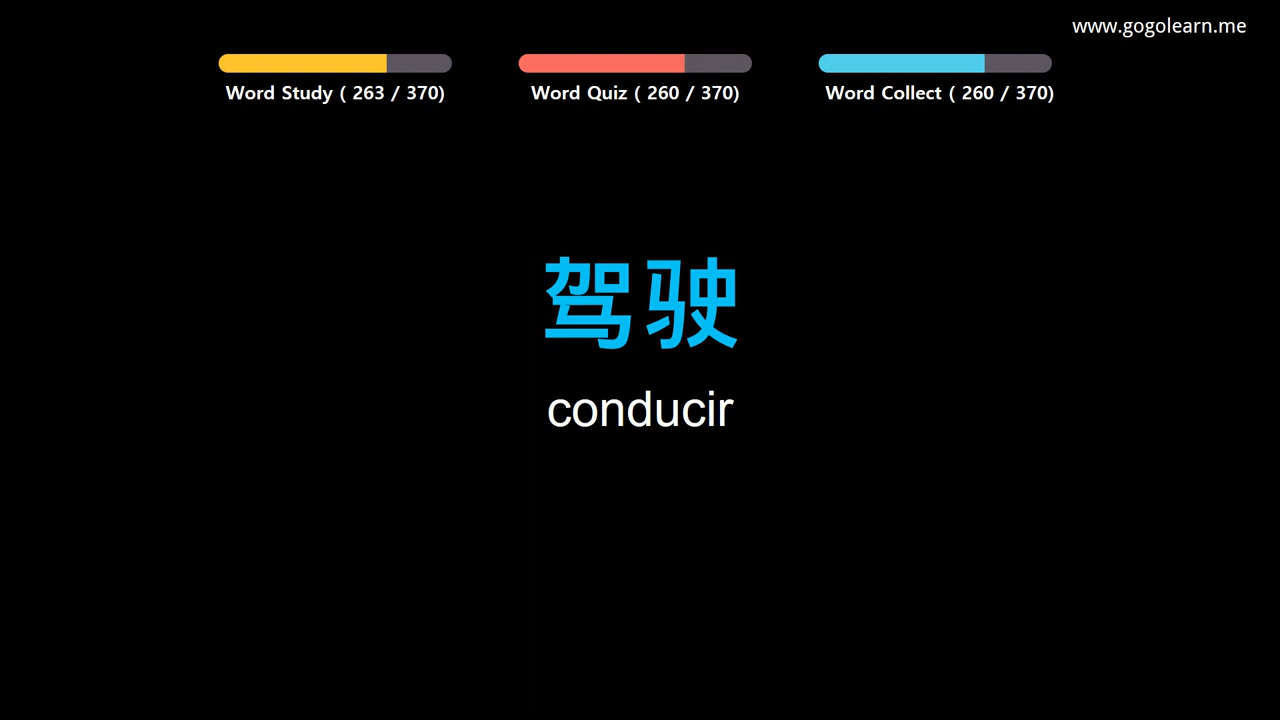 www.gogolearn.me
Word Study ( 263 / 370)
Word Quiz ( 260 / 370)
Word Collect ( 260 / 370)
驾驶
conducir